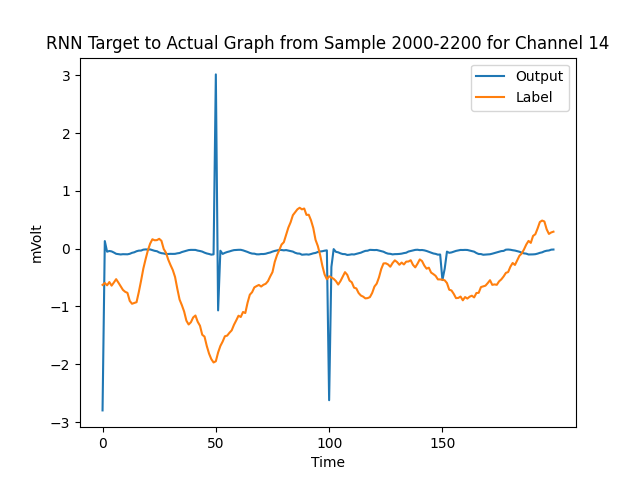 RNN Target to Actual Graph from Sample 2000-2200 for Channel 14
Output
Label
3
2
1
0
−1
−2
−3
mVolt
0
50
100
150
Time